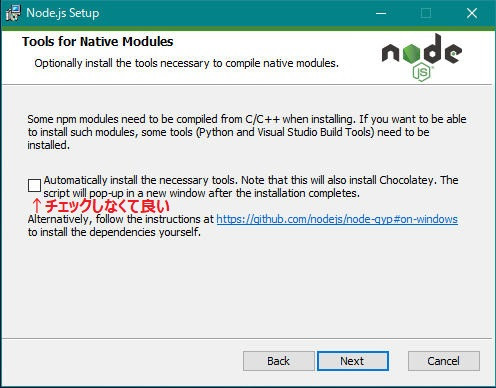 Node.js Setup
Tools for Native Modules
Optionally install the tools necessary to compile native modules.
node
JS
Some npm modules need to be compiled from C/C++ when installing. If you want to be able
to install such modules, some tools (Python and Visual Studio Build Tools) need to be
installed.
Automatically install the necessary tools. Note that this will also install Chocolatey. The
script will pop-up in a new window after the installation completes.
↑チェックしなくて良い
Alternatively, follow the instructions at https://github.com/nodejs/node-gyp#on-windows
to install the dependencies yourself.
Back Next Cancel